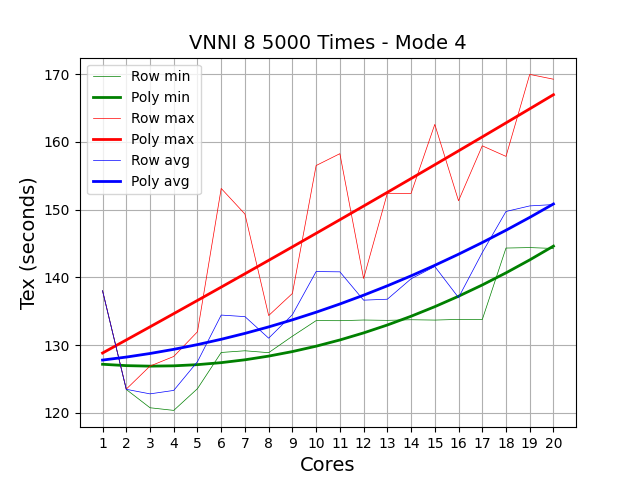 VNNI 8 5000 Times - Mode 4
170
160
150
140
130
120
Tex (seconds)
Row min
Poly min
Row max
Poly max
Row avg
Poly avg
1 2 3 4 5 6 7 8 9 10 11 12 13 14 15 16 17 18 19 20
Cores